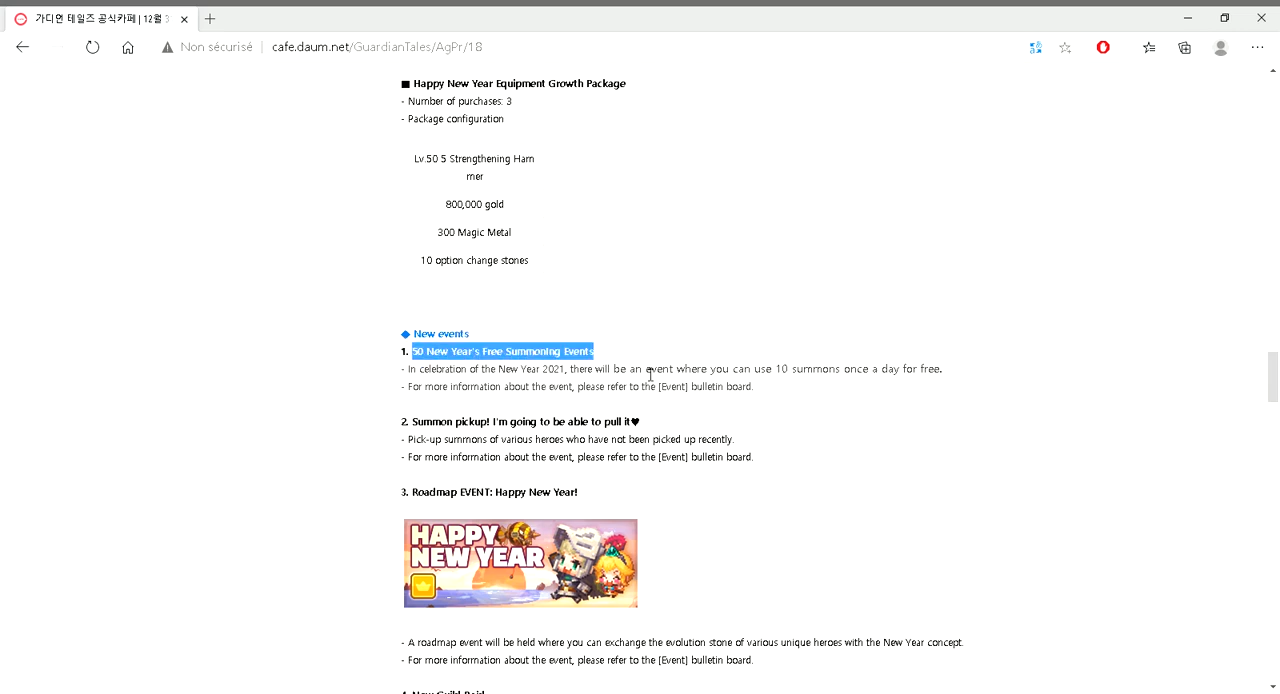 가디언 테일즈 공식카페 | 12월 3
Non sécurisé
cafe.daum.net/GuardianTales/AgPr/18
■ Happy New Year Equipment Growth Package
- Number of purchases: 3
- Package configuration
Lv.50 5 Strengthening Ham
mer
800,000 gold
300 Magic Metal
10 option change stones
◆ New events
1. 50 New Year's Free Summoning Events
- In celebration of the New Year 2021, there will be an event where you can use 10 summons once a day for free.
- For more information about the event, please refer to the [Event] bulletin board.
2. Summon pickup! I'm going to be able to pull it♥
- Pick-up summons of various heroes who have not been picked up recently.
- For more information about the event, please refer to the [Event] bulletin board.
3. Roadmap EVENT: Happy New Year!
HAPPY
NEW YEAR
- A roadmap event will be held where you can exchange the evolution stone of various unique heroes with the New Year concept.
- For more information about the event, please refer to the [Event] bulletin board.
4. New Guild Raid